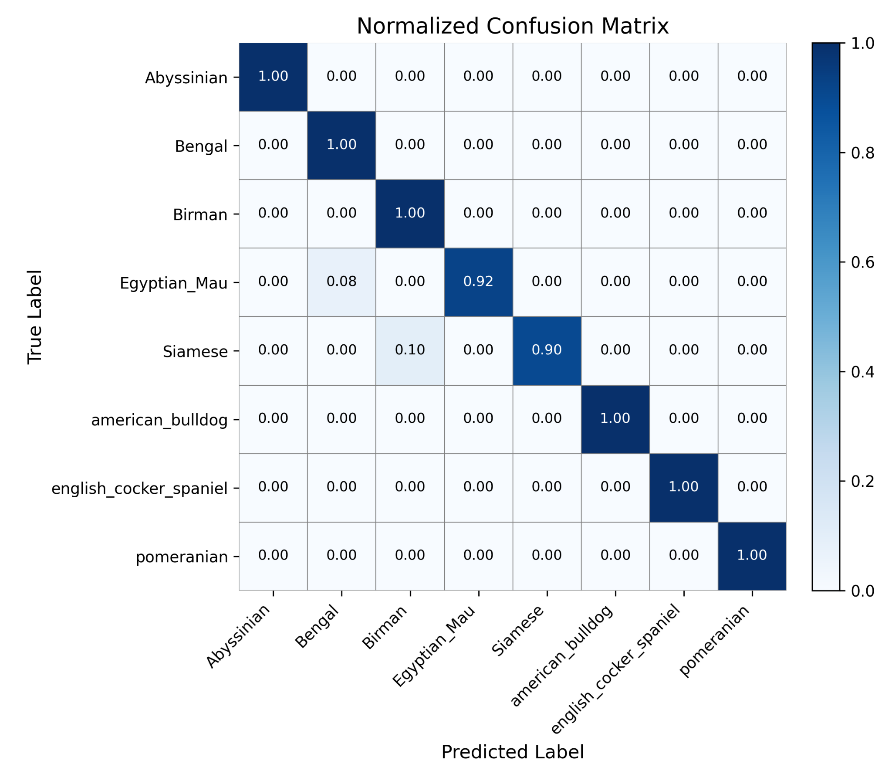 Normalized Confusion Matrix
Abyssinian 1.00 0.00 0.00 0.00 0.00 0.00 0.00 0.00
Bengal 0.00 1.00 0.00 0.00 0.00 0.00 0.00 0.00
Birman 0.00 0.00 1.00 0.00 0.00 0.00 0.00 0.00
Egyptian_Mau 0.00 0.08 0.00 0.92 0.00 0.00 0.00 0.00
Siamese 0.00 0.00 0.10 0.00 0.90 0.00 0.00 0.00
american_bulldog 0.00 0.00 0.00 0.00 0.00 1.00 0.00 0.00
english_cocker_spaniel 0.00 0.00 0.00 0.00 0.00 0.00 1.00 0.00
pomeranian 0.00 0.00 0.00 0.00 0.00 0.00 0.00 1.00
True Label
Abyssinian Bengal Birman Egyptian_Mau Siamese american_bulldog english_cocker_spaniel pomeranian
Predicted Label
1.0
0.8
0.6
0.4
0.2
0.0